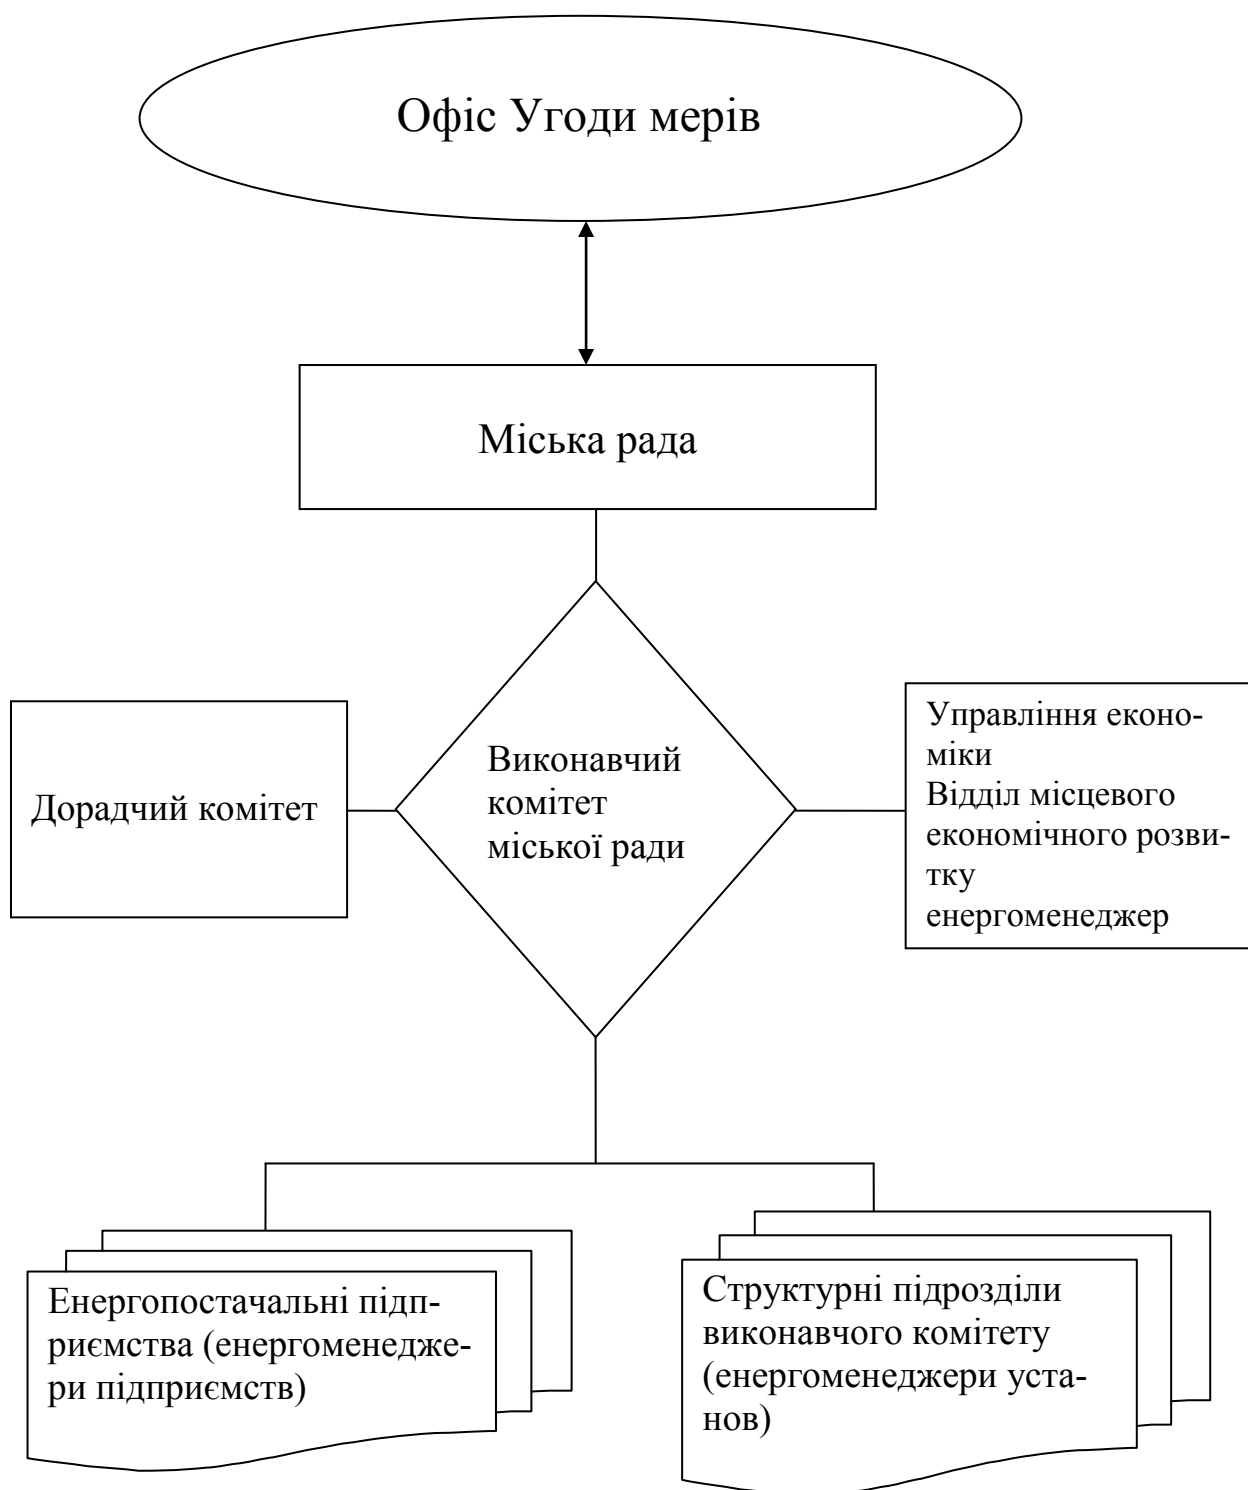 Офіс Угоди мерів
Міська рада
Дорадчий комітет
Виконавчий
комітет
міської ради
Управління еконо-
міки
Відділ місцевого
економічного розви-
тку
енергоменеджер
Енергопостачальні підп-
риємства (енергоменедже-
ри підприємств)
Структурні підрозділи
виконавчого комітету
(енергоменеджери уста-
нов)